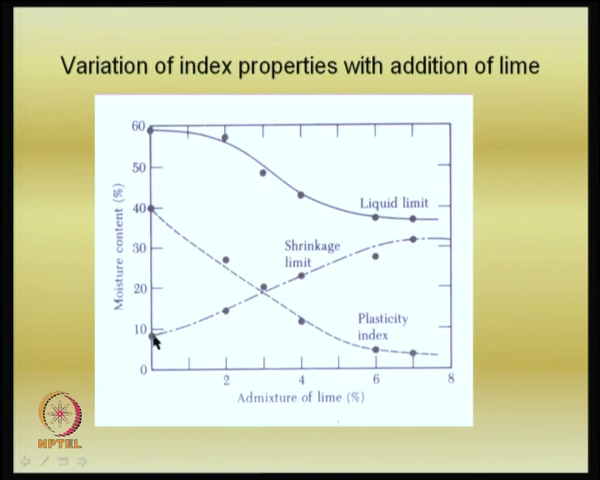 Variation of index properties with addition of lime
60
50
40
30
20
10
0
Moisture content (%)
Liquid limit
Shrinkage
limit
Plasticity
index
2
4
6
8
Admixture of lime (%)
NPTEL